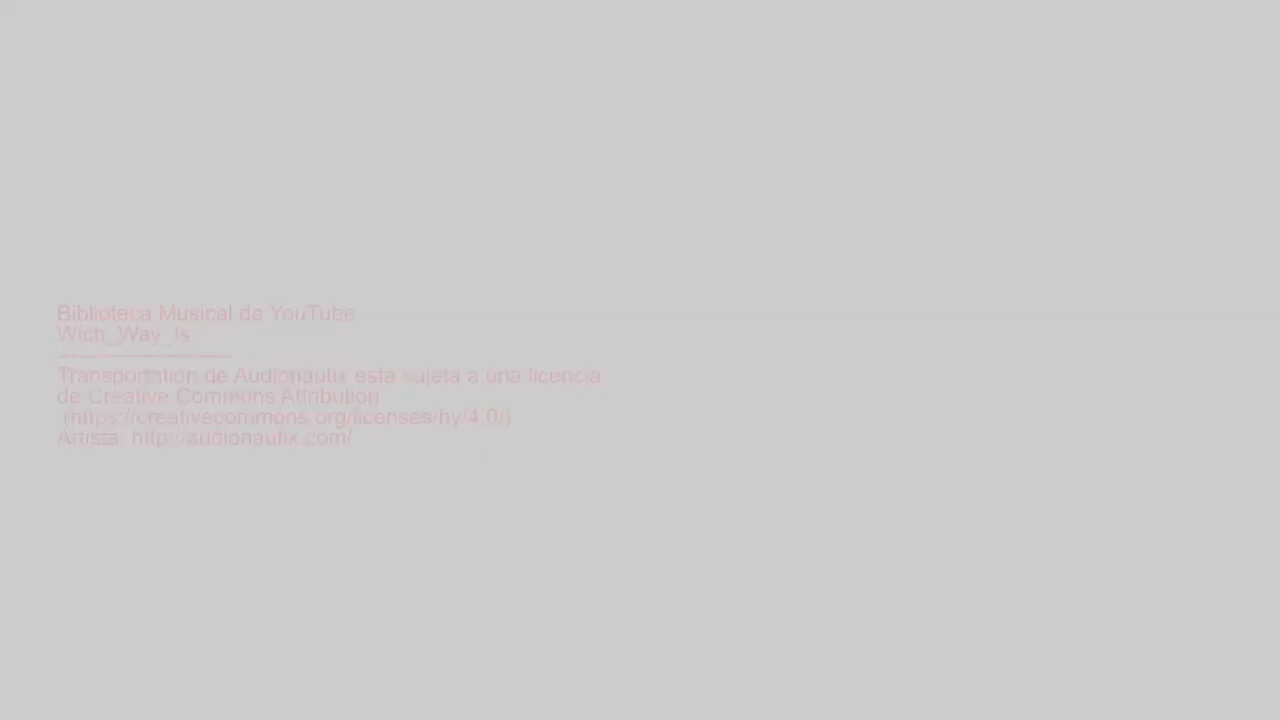 Biblioteca Musical de YouTube
Wich_Way_Is
Transportation de Audionautix esta sujeta a una licencia
de Creative Commons Attribution
(https://creativecommons.org/licenses/by/4.0/)
Artista: http://audionautix.com/